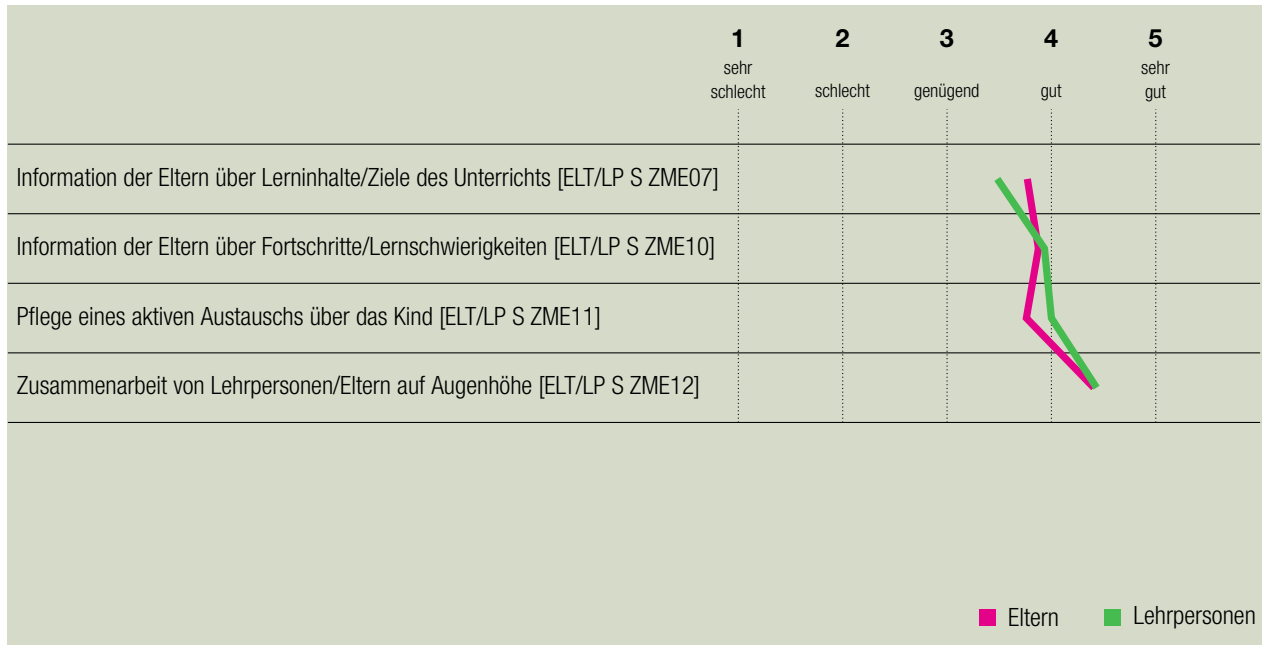 1 2 3 4 5
sehr schlecht schlecht genügend gut sehr gut
Information der Eltern über Lerninhalte/Ziele des Unterrichts [ELT/LP S ZME07]
Information der Eltern über Fortschritte/Lernschwierigkeiten [ELT/LP S ZME10]
Pflege eines aktiven Austauschs über das Kind [ELT/LP S ZME11]
Zusammenarbeit von Lehrpersonen/Eltern auf Augenhöhe [ELT/LP S ZME12]
Eltern Lehrpersonen